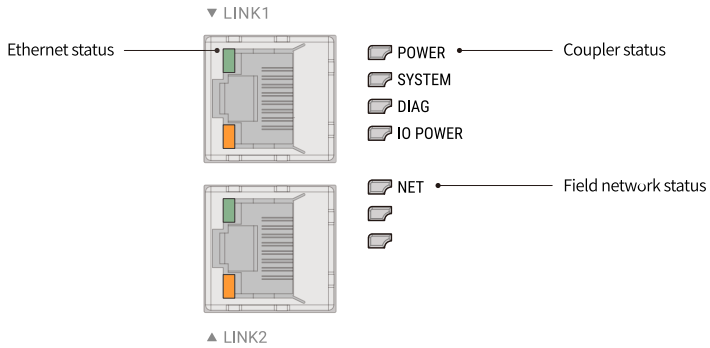 ▼ LINK1
Ethernet status
POWER
Coupler status
SYSTEM
DIAG
IO POWER
NET
Field network status
▲ LINK2